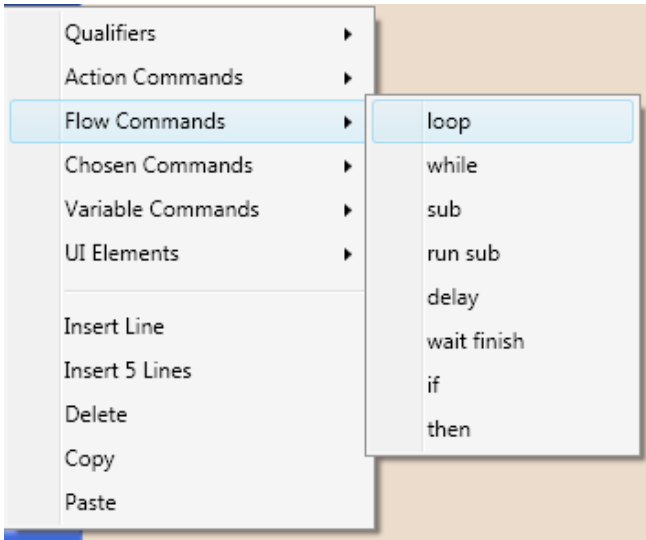 Qualifiers
Action Commands
Flow Commands
Chosen Commands
Variable Commands
UI Elements
Insert Line
Insert 5 Lines
Delete
Copy
Paste
loop
while
sub
run sub
delay
wait finish
if
then